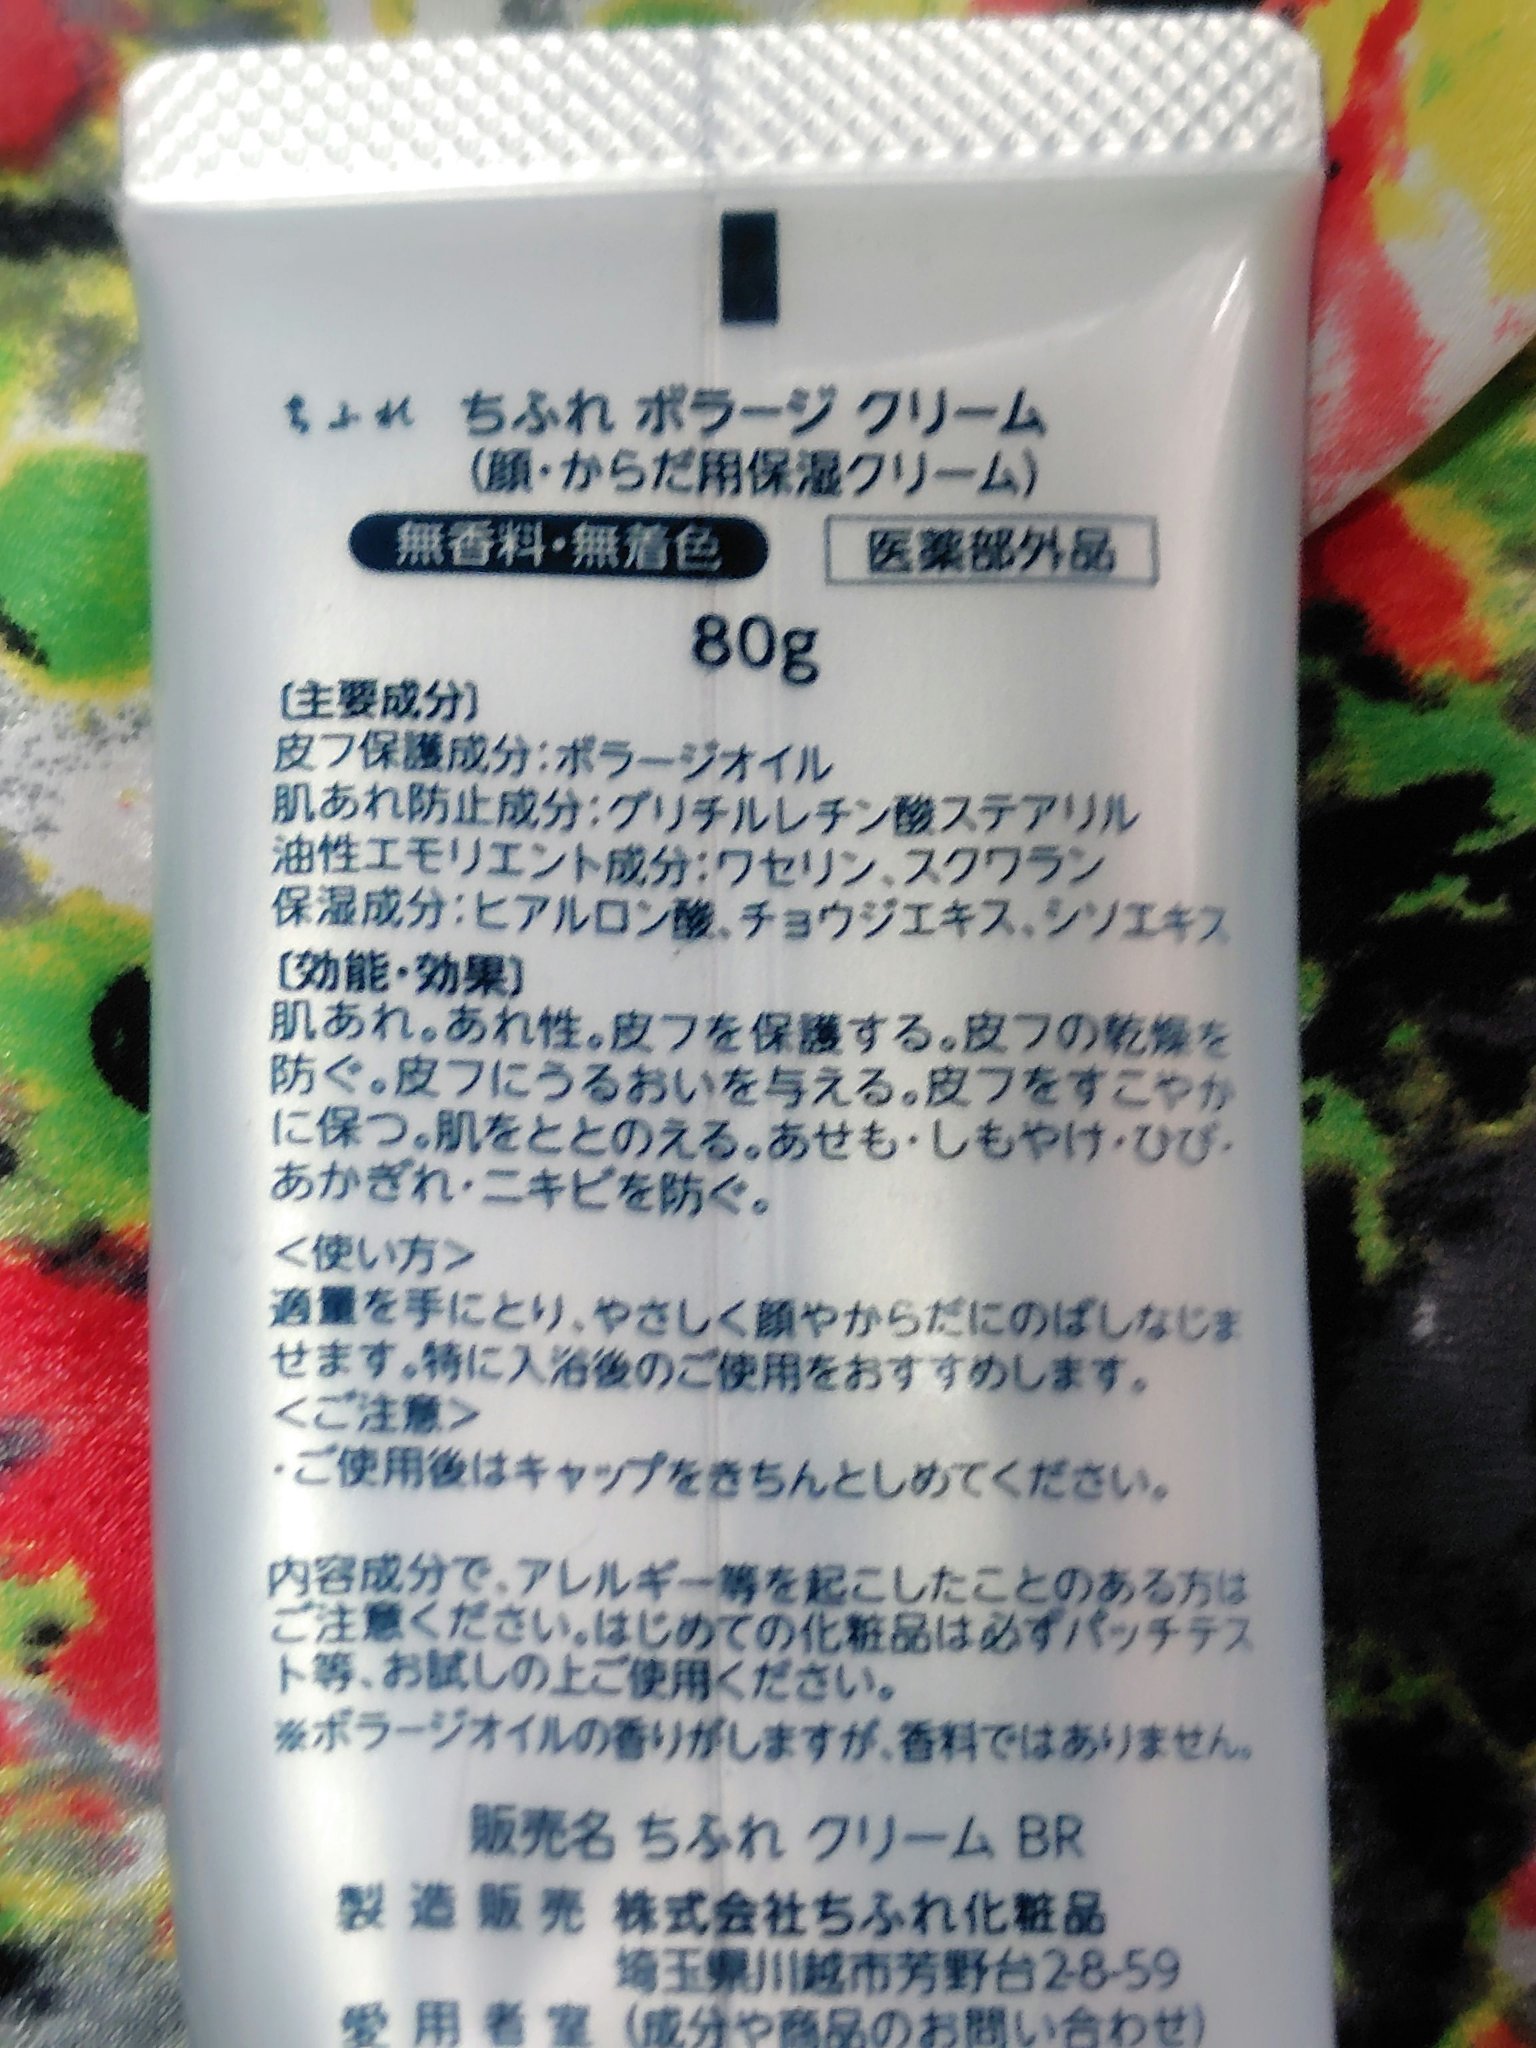 ちふれ ちふれ ボラージ クリーム
(顔・からだ用保湿クリーム)
無香料・無着色 医薬部外品
80g
〔主要成分〕
皮フ保護成分:ボラージオイル
肌あれ防止成分:グリチルレチン酸ステアリル
油性エモリエント成分:ワセリン、スクワラン
保湿成分:ヒアルロン酸、チョウジエキス、シソエキス
〔効能・効果〕
肌あれ。あれ性。皮フを保護する。皮フの乾燥を
防ぐ。皮フにうるおいを与える。皮フをすこやか
に保つ。肌をととのえる。あせも・しもやけ・ひび・
あかぎれ・ニキビを防ぐ。
<使い方>
適量を手にとり、やさしく顔やからだにのばしなじま
せます。特に入浴後のご使用をおすすめします。
<ご注意>
・ご使用後はキャップをきちんとしめてください。
内容成分で、アレルギー等を起こしたことのある方は
ご注意ください。はじめての化粧品は必ずパッチテス
ト等、お試しの上ご使用ください。
※ボラージオイルの香りがしますが、香料ではありません。
販売名 ちふれ クリーム BR
製造販売 株式会社ちふれ化粧品
埼玉県川越市芳野台2-8-59
愛用者室 (成分や商品のお問い合わせ)